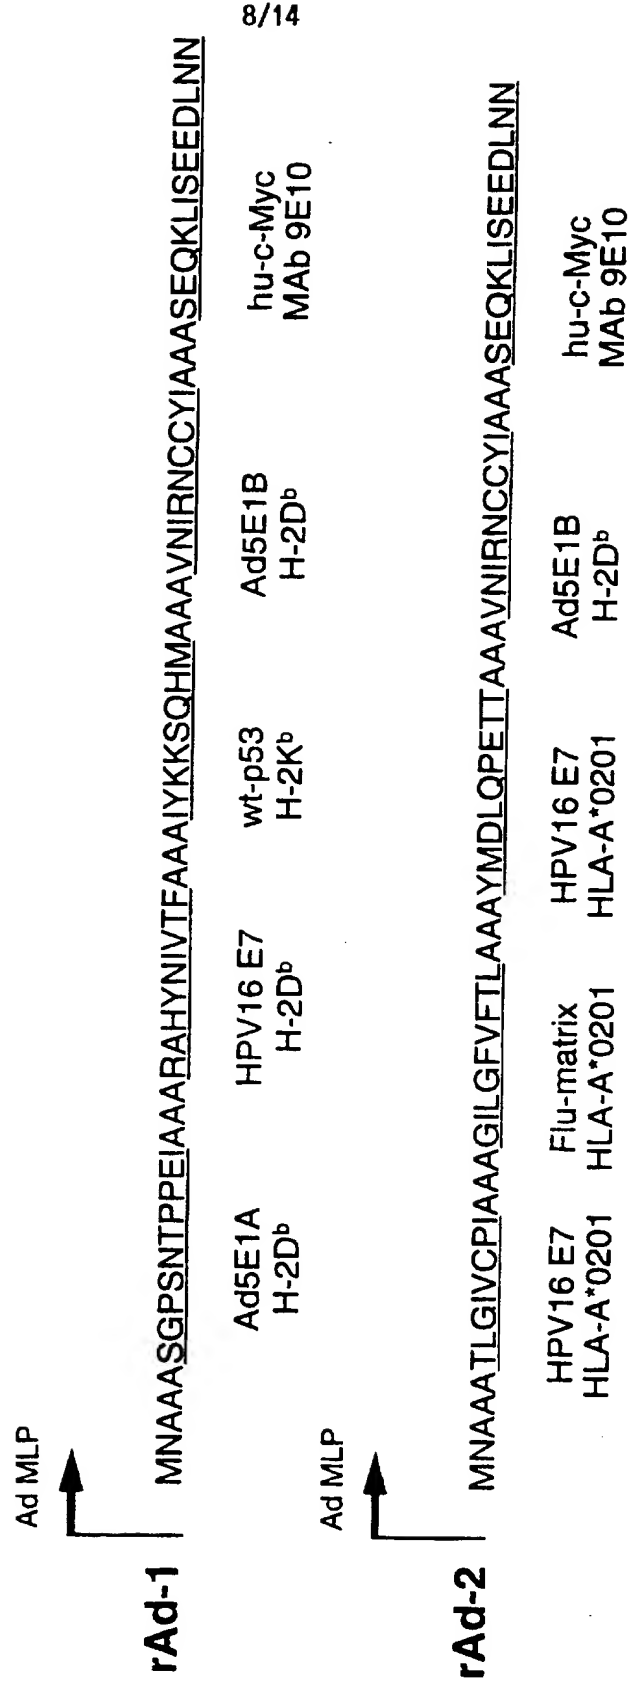 8/14
Ad MLP
rAd-1
MNAAASGPSNTPPEIAAARAHYNIVTFAAAIYKKSQHMAAAVNIRNCCYIAAASEQKLISEEDLNN
Ad5E1A
H-2Dᵇ
HPV16 E7
H-2Dᵇ
wt-p53
H-2Kᵇ
Ad5E1B
H-2Dᵇ
hu-c-Myc
MAb 9E10
Ad MLP
rAd-2
MNAAATLGIVCPIAAAGILGFVFTLAAAYMDLQPETTAAAVNIRNCCYIAAASEQKLISEEDLNN
HPV16 E7
HLA-A*0201
Flu-matrix
HLA-A*0201
HPV16 E7
HLA-A*0201
Ad5E1B
H-2Dᵇ
hu-c-Myc
MAb 9E10